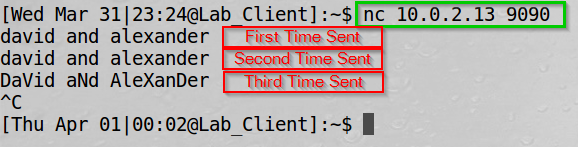 [Wed Mar 31|23:24@Lab_Client]:~$ nc 10.0.2.13 9090
david and alexander First Time Sent
david and alexander Second Time Sent
DaVid aNd AleXanDer Third Time Sent
^C
[Thu Apr 01|00:02@Lab_Client]:~$